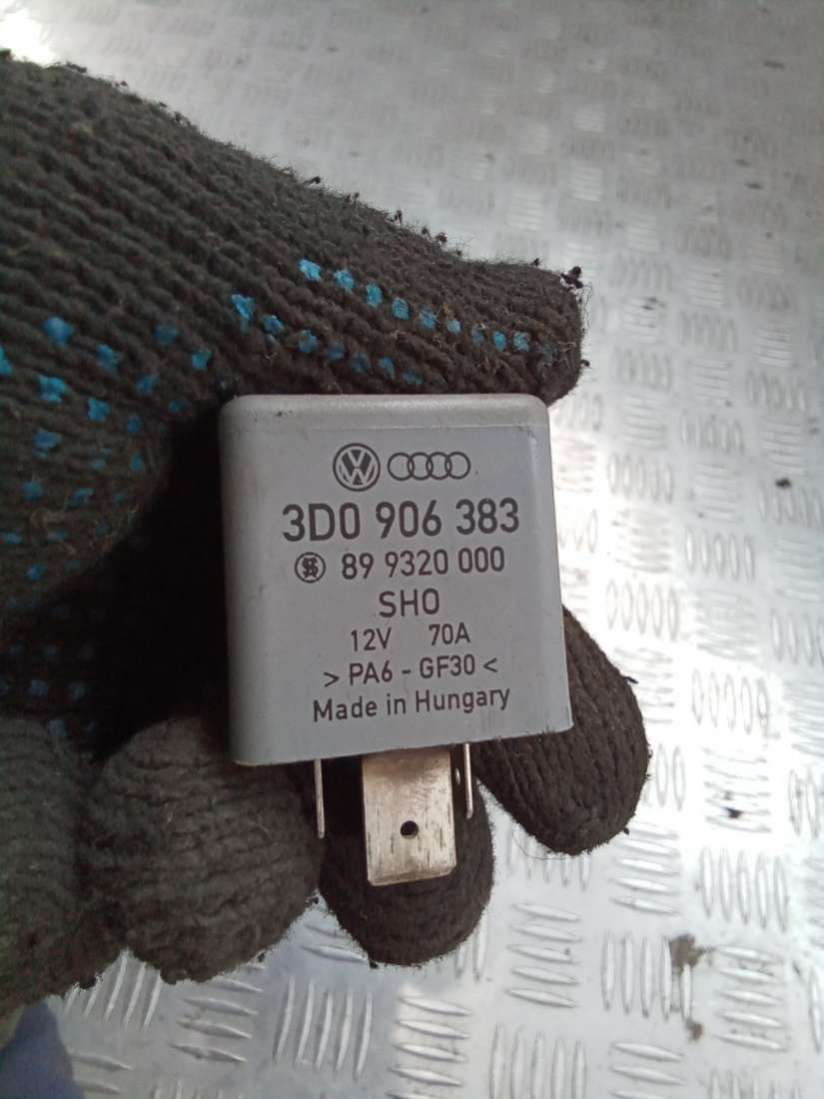 3D0 906 383
89 9320 000
SHO
12V 70A
> PA6 - GF30 <
Made in Hungary